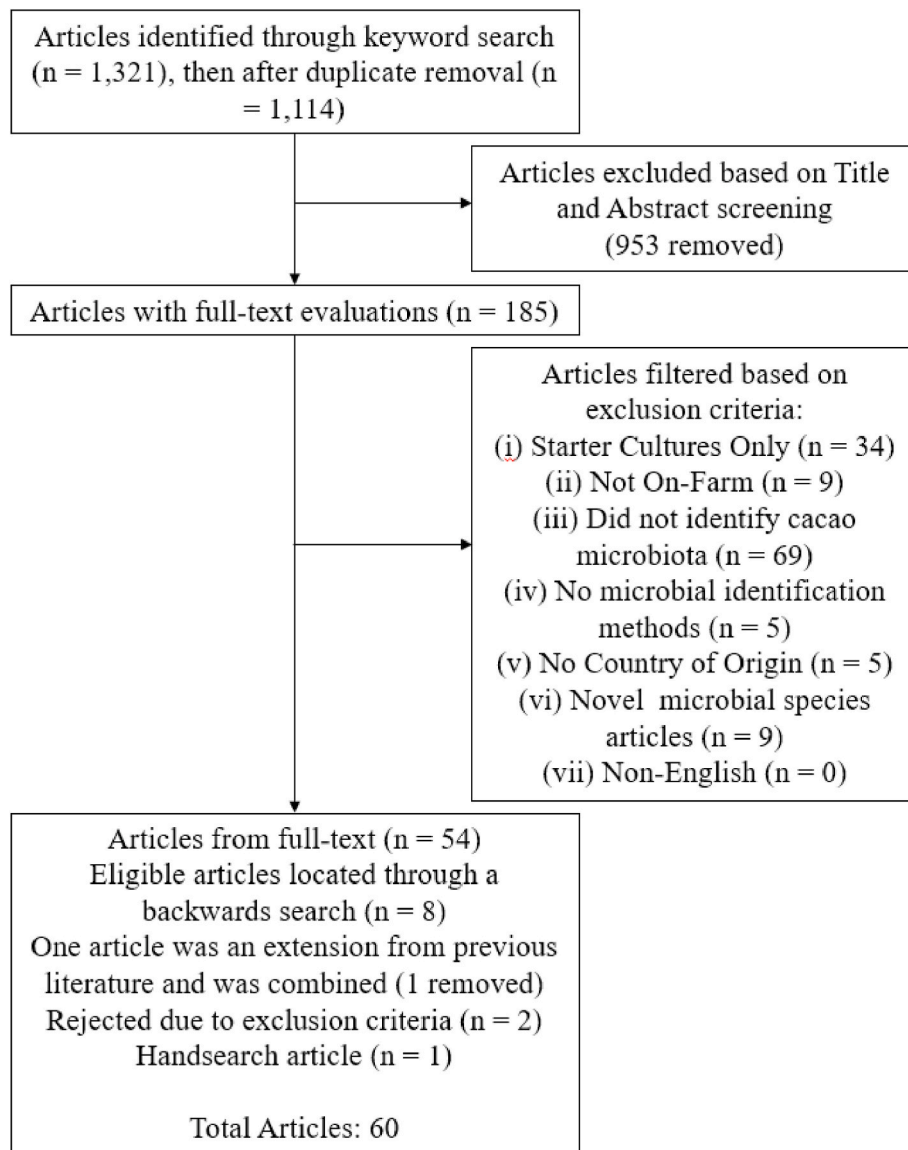 Articles identified through keyword search
(n = 1,321), then after duplicate removal (n
= 1,114)
Articles excluded based on Title
and Abstract screening
(953 removed)
Articles with full-text evaluations (n = 185)
Articles filtered based on
exclusion criteria:
(i) Starter Cultures Only (n = 34)
(ii) Not On-Farm (n = 9)
(iii) Did not identify cacao
microbiota (n = 69)
(iv) No microbial identification
methods (n = 5)
(v) No Country of Origin (n = 5)
(vi) Novel microbial species
articles (n = 9)
(vii) Non-English (n = 0)
Articles from full-text (n = 54)
Eligible articles located through a
backwards search (n = 8)
One article was an extension from previous
literature and was combined (1 removed)
Rejected due to exclusion criteria (n = 2)
Handsearch article (n = 1)
Total Articles: 60